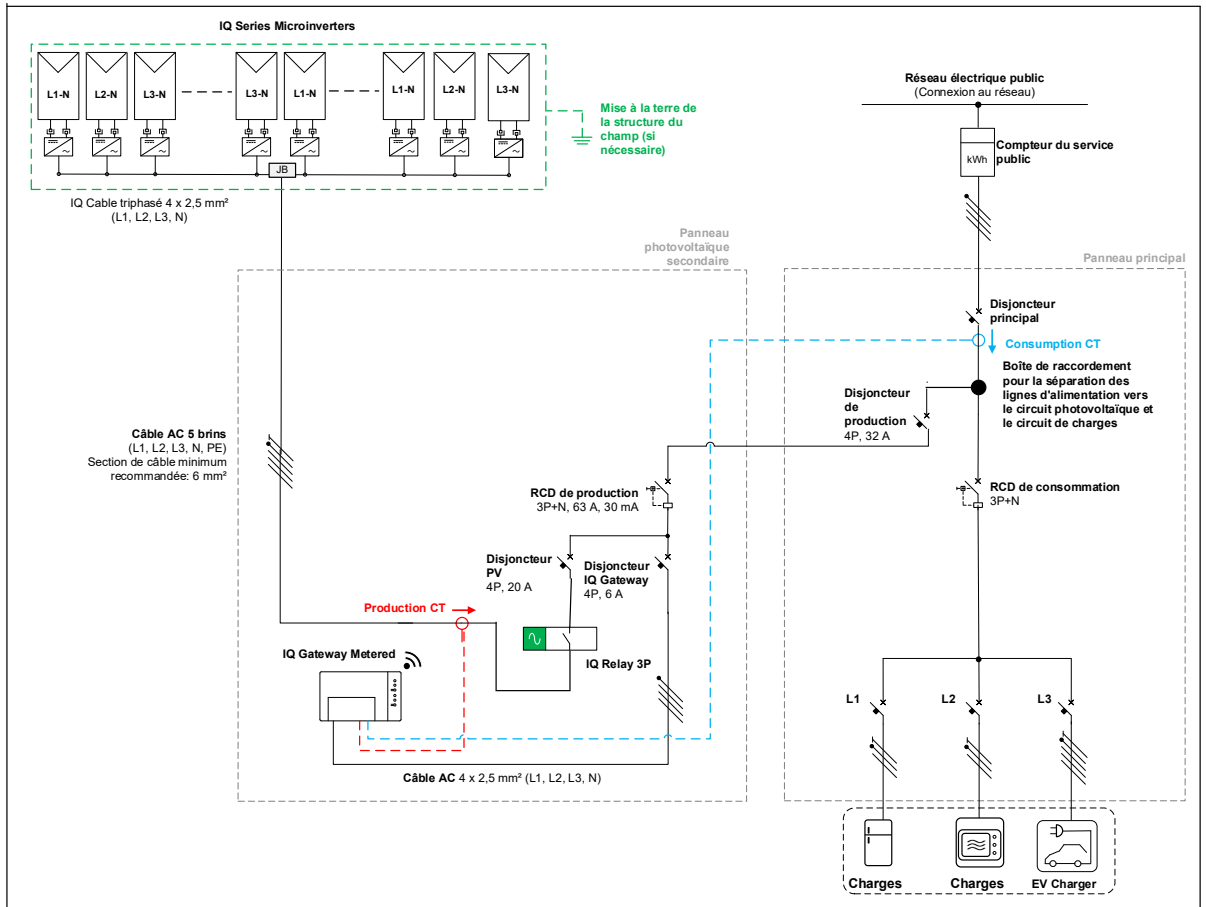 IQ Series Microinverters
L1-N
L2-N
L3-N
L3-N
L1-N
L1-N
L2-N
L3-N
JB
Mise à la terre de
la structure du
champ (si
nécessaire)
IQ Cable triphasé 4 x 2,5 mm²
(L1, L2, L3, N)
Réseau électrique public
(Connexion au réseau)
kWh
Compteur du service
public
Panneau
photovoltaïque
secondaire
Panneau principal
Disjoncteur
principal
Consumption CT
Boîte de raccordement
pour la séparation des
lignes d'alimentation vers
le circuit photovoltaïque et
le circuit de charges
Disjoncteur
de
production
4P, 32 A
Câble AC 5 brins
(L1, L2, L3, N, PE)
Section de câble minimum
recommandée: 6 mm²
RCD de production
3P+N, 63 A, 30 mA
RCD de consommation
3P+N
Disjoncteur
PV
4P, 20 A
Disjoncteur
IQ Gateway
4P, 6 A
Production CT
IQ Gateway Metered
IQ Relay 3P
L1
L2
L3
Câble AC 4 x 2,5 mm² (L1, L2, L3, N)
Charges
Charges
EV Charger